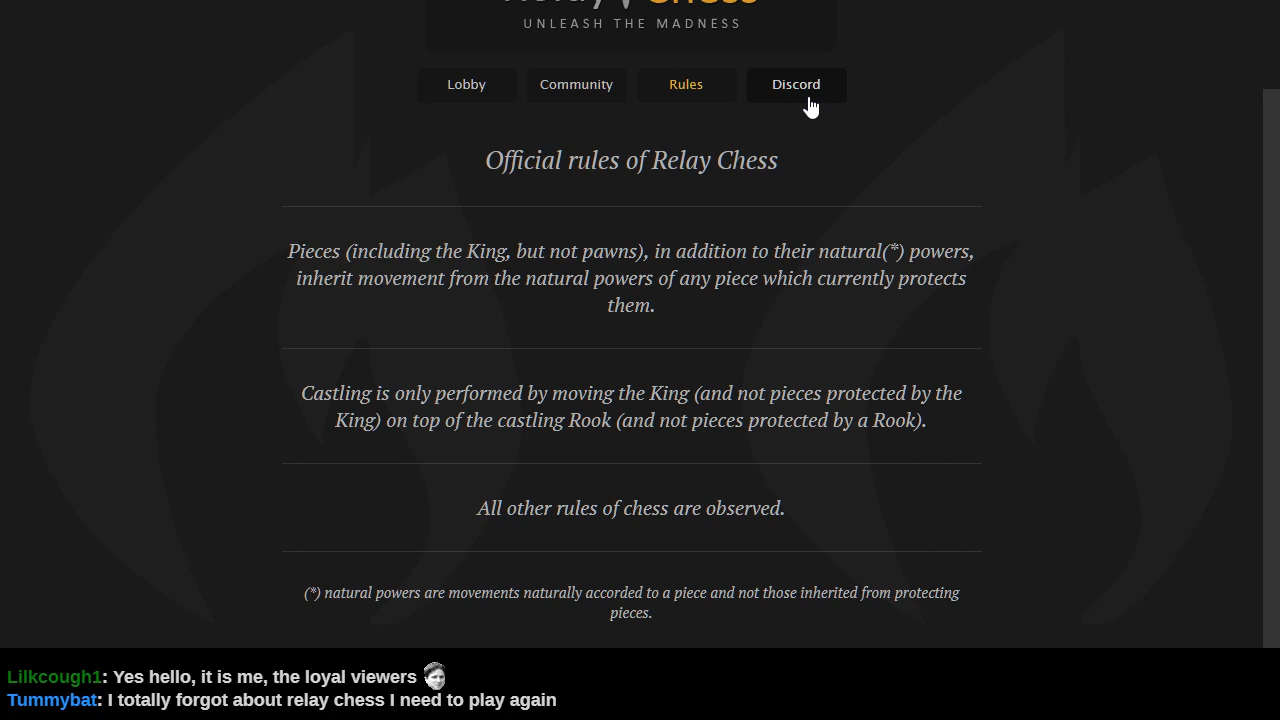 Relay Chess
UNLEASH THE MADNESS
Lobby Community Rules Discord
Official rules of Relay Chess
Pieces (including the King, but not pawns), in addition to their natural(*) powers,
inherit movement from the natural powers of any piece which currently protects
them.
Castling is only performed by moving the King (and not pieces protected by the
King) on top of the castling Rook (and not pieces protected by a Rook).
All other rules of chess are observed.
(*) natural powers are movements naturally accorded to a piece and not those inherited from protecting
pieces.
Lilkcough1: Yes hello, it is me, the loyal viewers
Tummybat: I totally forgot about relay chess I need to play again